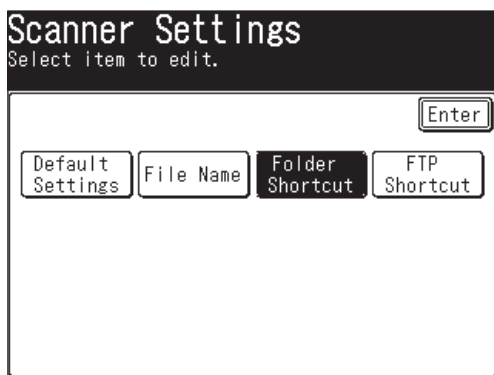 Scanner Settings
Select item to edit.
Enter
Default Settings
File Name
Folder Shortcut
FTP Shortcut